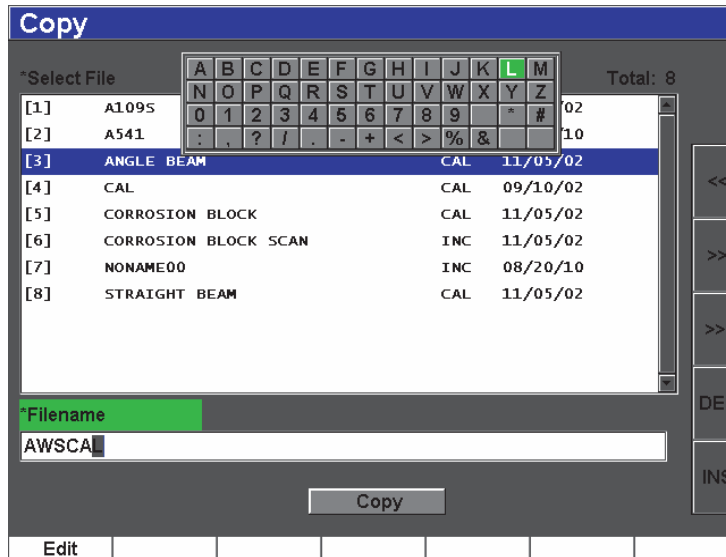 Copy
*Select File
Total: 8
A B C D E F G H I J K L M
N O P Q R S T U V W X Y Z
0 1 2 3 4 5 6 7 8 9 * #
: , ? / . - + < > % &
[1] A109S /02
[2] A541 /10
[3] ANGLE BEAM CAL 11/05/02
[4] CAL CAL 09/10/02
[5] CORROSION BLOCK CAL 11/05/02
[6] CORROSION BLOCK SCAN INC 11/05/02
[7] NONAME00 INC 08/20/10
[8] STRAIGHT BEAM CAL 11/05/02
<<
>>
>>
DE
INS
*Filename
AWSCAL
Copy
Edit